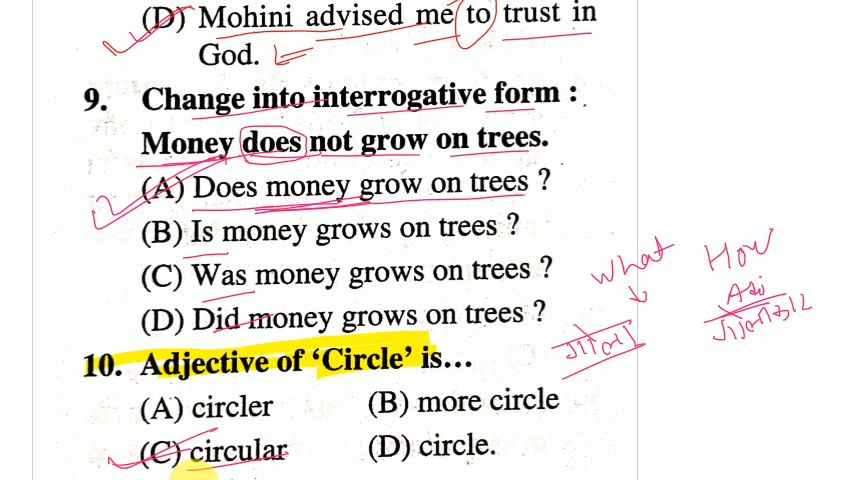 (D) Mohini advised me to trust in
God.
9. Change into interrogative form :
Money does not grow on trees.
(A) Does money grow on trees ?
(B) Is money grows on trees ?
(C) Was money grows on trees ?
(D) Did money grows on trees ?
what
How
10. Adjective of ‘Circle’ is...
(A) circler (B) more circle
(C) circular (D) circle.